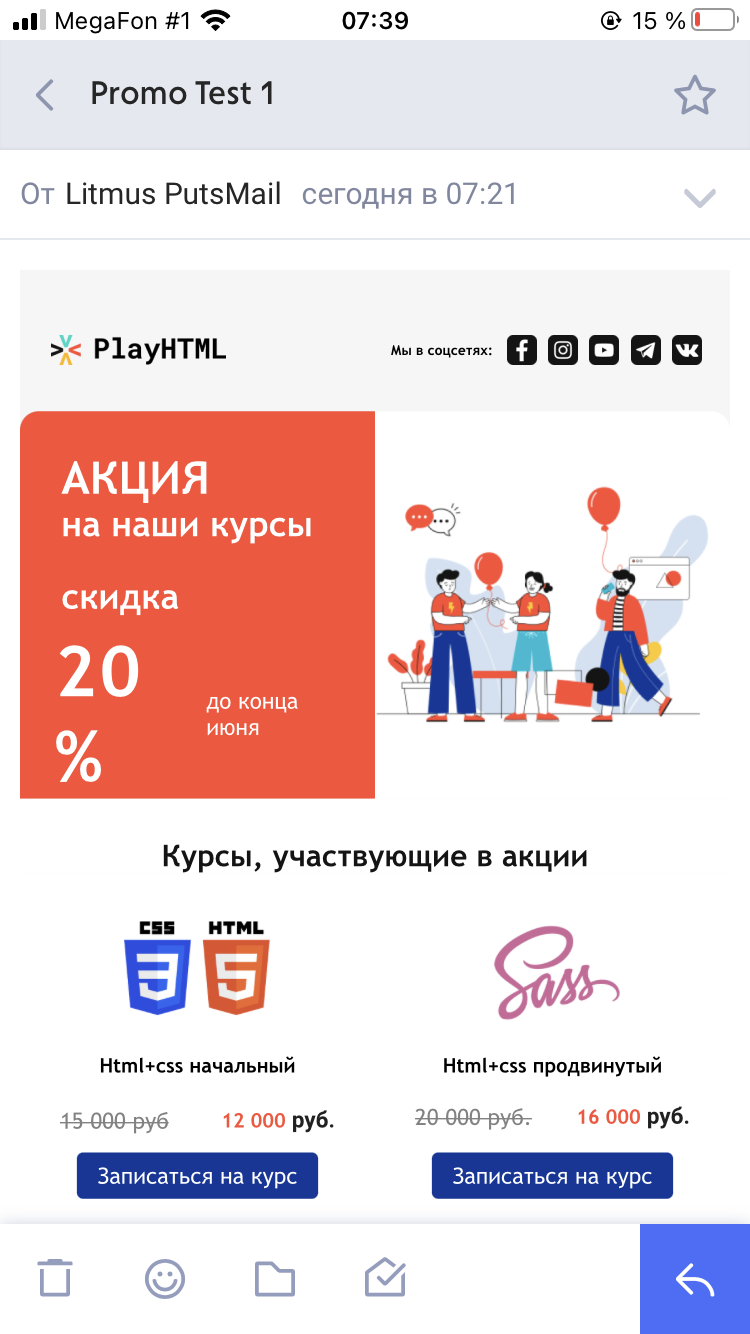 MegaFon #1 07:39 15 %
Promo Test 1
От Litmus PutsMail сегодня в 07:21
PlayHTML Мы в соцсетях:
АКЦИЯ
на наши курсы
скидка
20
%
до конца
июня
Курсы, участвующие в акции
CSS HTML
3 5
Sass
Html+css начальный
Html+css продвинутый
15 000 руб 12 000 руб.
20 000 руб. 16 000 руб.
Записаться на курс
Записаться на курс